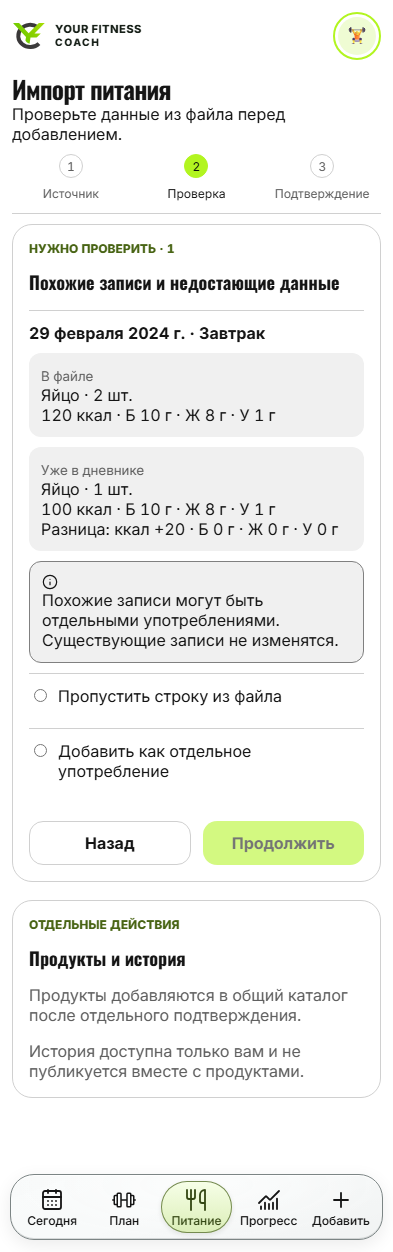 YOUR FITNESS
COACH
Импорт питания
Проверьте данные из файла перед
добавлением.
1
2
3
Источник
Проверка
Подтверждение
НУЖНО ПРОВЕРИТЬ · 1
Похожие записи и недостающие данные
29 февраля 2024 г. · Завтрак
В файле
Яйцо · 2 шт.
120 ккал · Б 10 г · Ж 8 г · У 1 г
Уже в дневнике
Яйцо · 1 шт.
100 ккал · Б 10 г · Ж 8 г · У 1 г
Разница: ккал +20 · Б 0 г · Ж 0 г · У 0 г
Похожие записи могут быть
отдельными употреблениями.
Существующие записи не изменятся.
Пропустить строку из файла
Добавить как отдельное
употребление
Назад
Продолжить
ОТДЕЛЬНЫЕ ДЕЙСТВИЯ
Продукты и история
Продукты добавляются в общий каталог
после отдельного подтверждения.
История доступна только вам и не
публикуется вместе с продуктами.
Сегодня
План
Питание
Прогресс
Добавить